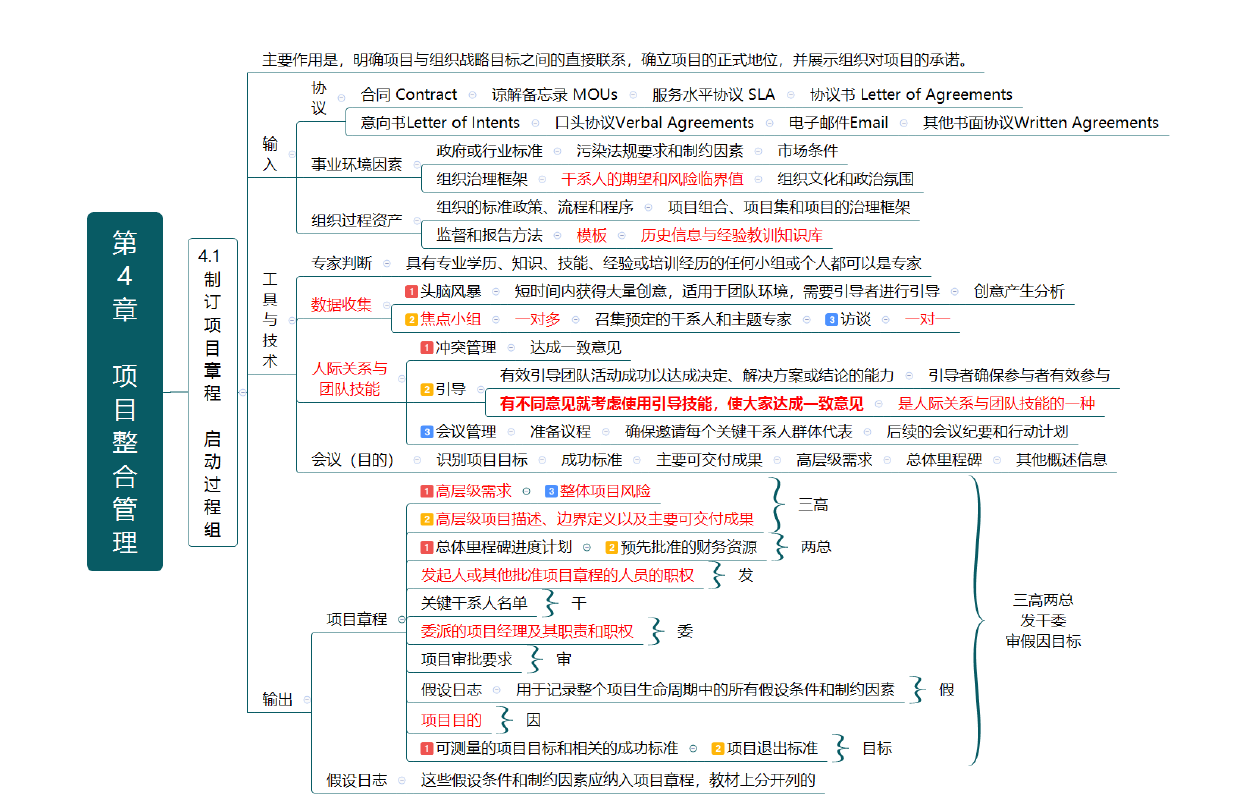 第4章 项目整合管理
4.1 制订项目章程 启动过程组
主要作用是，明确项目与组织战略目标之间的直接联系，确立项目的正式地位，并展示组织对项目的承诺。
输入
协议
合同 Contract 谅解备忘录 MOUs 服务水平协议 SLA 协议书 Letter of Agreements
意向书Letter of Intents 口头协议Verbal Agreements 电子邮件Email 其他书面协议Written Agreements
事业环境因素
政府或行业标准 污染法规要求和制约因素 市场条件
组织治理框架 干系人的期望和风险临界值 组织文化和政治氛围
组织过程资产
组织的标准政策、流程和程序 项目组合、项目集和项目的治理框架
监督和报告方法 模板 历史信息与经验教训知识库
工具与技术
专家判断 具有专业学历、知识、技能、经验或培训经历的任何小组或个人都可以是专家
数据收集
1 头脑风暴 短时间内获得大量创意，适用于团队环境，需要引导者进行引导 创意产生分析
2 焦点小组 一对多 召集预定的干系人和主题专家 3 访谈 一对一
人际关系与
团队技能
1 冲突管理 达成一致意见
2 引导
有效引导团队活动成功以达成决定、解决方案或结论的能力 引导者确保参与者有效参与
有不同意见就考虑使用引导技能，使大家达成一致意见 是人际关系与团队技能的一种
3 会议管理 准备议程 确保邀请每个关键干系人群体代表 后续的会议纪要和行动计划
会议（目的） 识别项目目标 成功标准 主要可交付成果 高层级需求 总体里程碑 其他概述信息
输出
项目章程
1 高层级需求 3 整体项目风险
2 高层级项目描述、边界定义以及主要可交付成果
三高
1 总体里程碑进度计划 2 预先批准的财务资源 两总
发起人或其他批准项目章程的人员的职权 发
关键干系人名单 干
委派的项目经理及其职责和职权 委
项目审批要求 审
假设日志 用于记录整个项目生命周期中的所有假设条件和制约因素 假
项目目的 因
1 可测量的项目目标和相关的成功标准 2 项目退出标准 目标
三高两总
发干委
审假因目标
假设日志 这些假设条件和制约因素应纳入项目章程，教材上分开列的